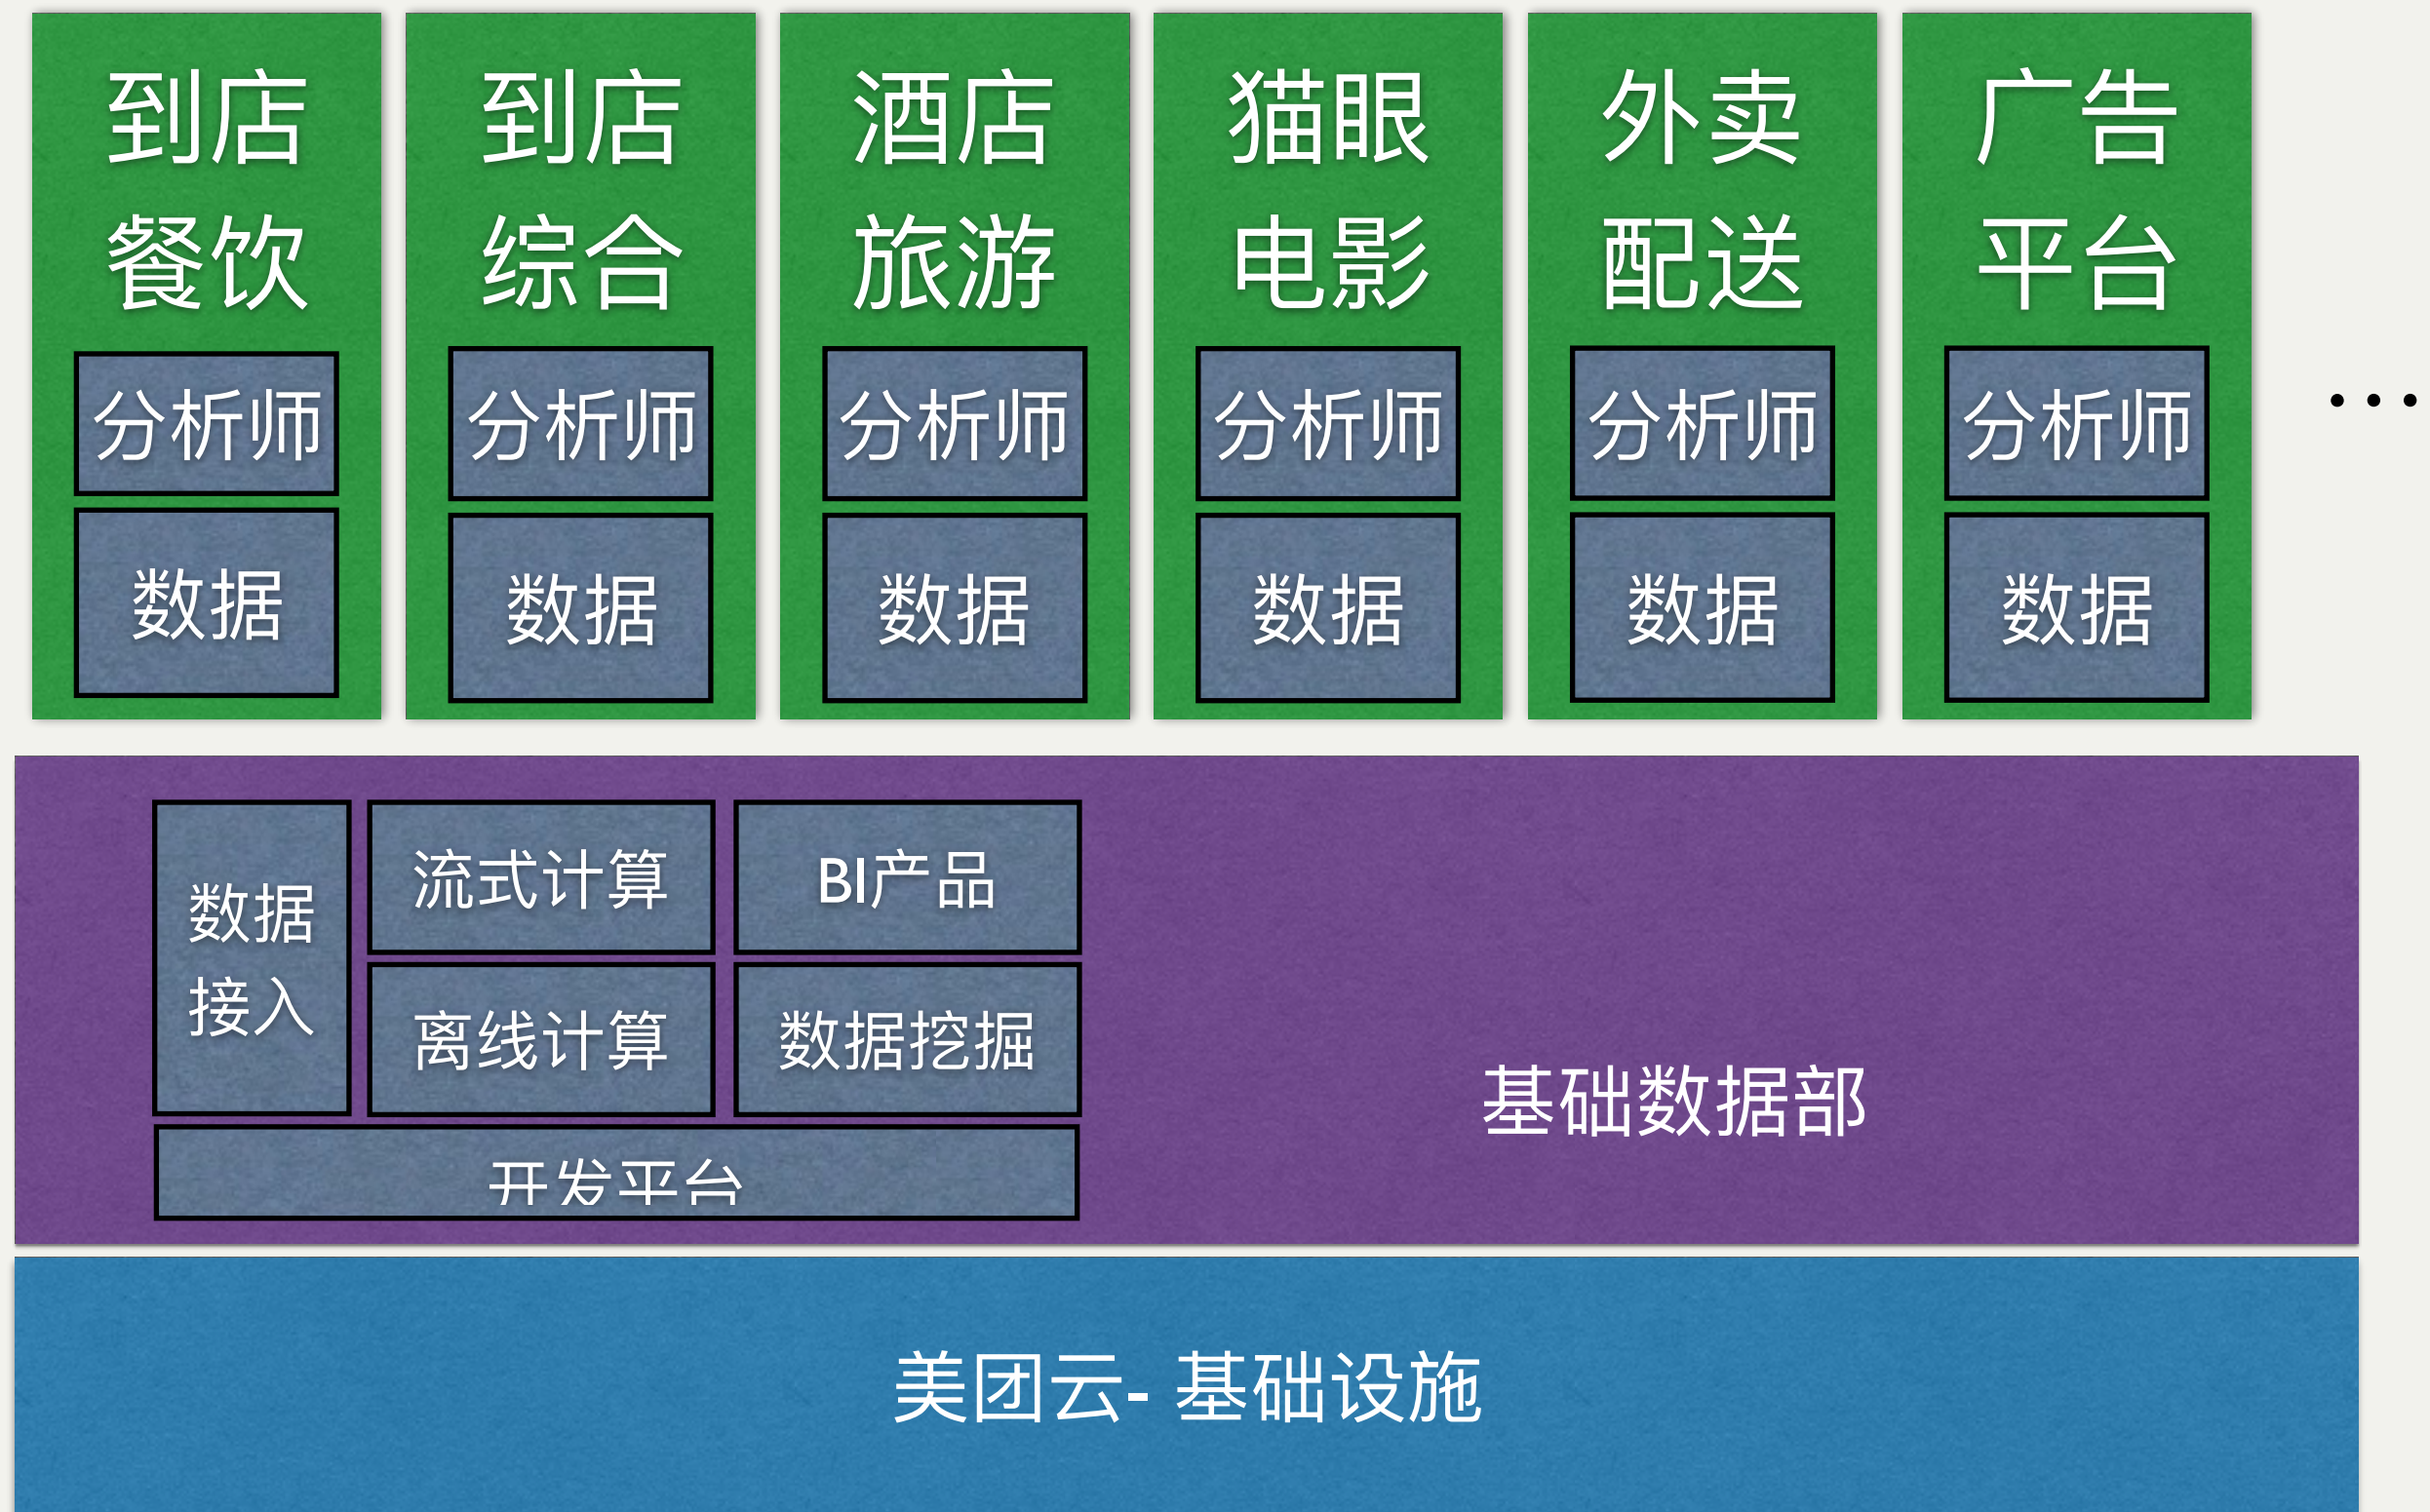 到店 到店 酒店 猫眼 外卖 广告
餐饮 综合 旅游 电影 配送 平台
分析师 分析师 分析师 分析师 分析师 分析师
...
数据 数据 数据 数据 数据 数据
数据
接入
流式计算 BI产品
离线计算 数据挖掘
基础数据部
开发平台
美团云- 基础设施